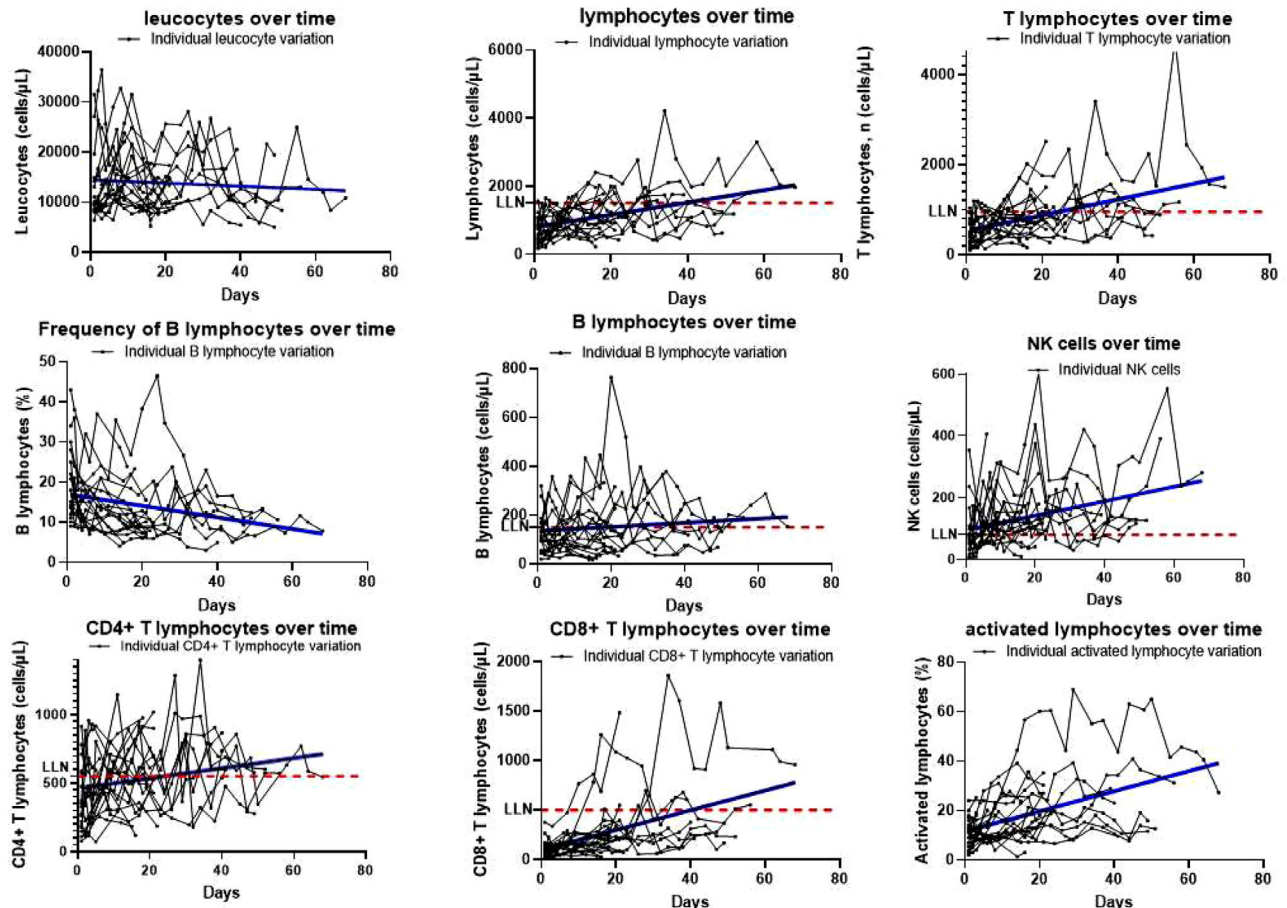 leucocytes over time
Individual leucocyte variation
Leucocytes (cells/µL)
40000
30000
20000
10000
0
0 20 40 60 80
Days
lymphocytes over time
Individual lymphocyte variation
Lymphocytes (cells/µL)
6000
4000
2000
LLN
0
0 20 40 60 80
Days
T lymphocytes over time
Individual T lymphocyte variation
T lymphocytes, n (cells/µL)
4000
2000
LLN
0
0 20 40 60 80
Days
Frequency of B lymphocytes over time
Individual B lymphocyte variation
B lymphocytes (%)
50
40
30
20
10
0
0 20 40 60 80
Days
B lymphocytes over time
Individual B lymphocyte variation
B lymphocytes (cells/µL)
800
600
400
200
LLN
0
0 20 40 60 80
Days
NK cells over time
Individual NK cells
NK cells (cells/µL)
600
400
200
LLN
0
0 20 40 60 80
Days
CD4+ T lymphocytes over time
Individual CD4+ T lymphocyte variation
CD4+ T lymphocytes (cells/µL)
1000
LLN
500
0
0 20 40 60 80
Days
CD8+ T lymphocytes over time
Individual CD8+ T lymphocyte variation
CD8+ T lymphocytes (cells/µL)
2000
1500
1000
LLN
0
0 20 40 60 80
Days
activated lymphocytes over time
Individual activated lymphocyte variation
Activated lymphocytes (%)
80
60
40
20
0
0 20 40 60 80
Days